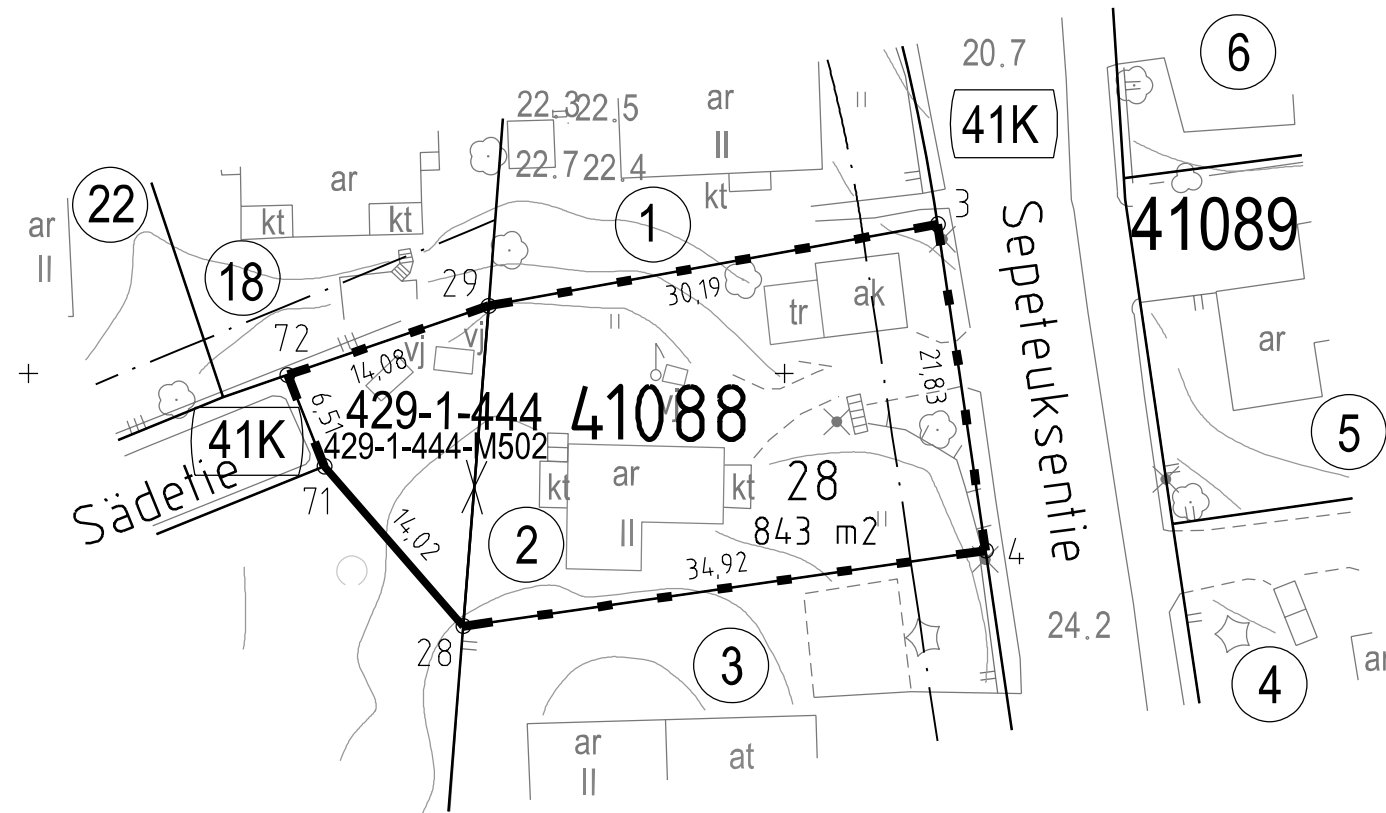 20.7
6
41K
22.3
22.5
ar
II
22.7
22.4
kt
ar
kt
kt
22
ar
II
18
1
3
41089
29
30,19
ak
tr
72
vj
vj
14,08
6,51
21,83
Sepeteuksentie
ar
5
429-1-444
41088
vj
429-1-444-M502
41K
Sädetie
71
14,02
kt
ar
kt
II
28
843 m2
2
34,92
4
28
24.2
3
4
ar
ar
II
at